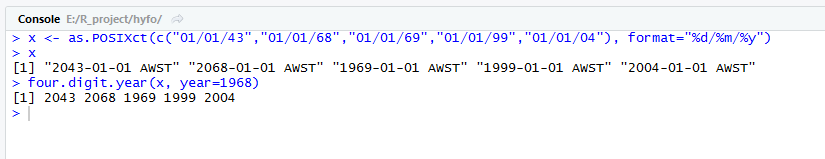 Console E:/R_project/hyfo/
> x <- as.POSIXct(c("01/01/43","01/01/68","01/01/69","01/01/99","01/01/04"), format="%d/%m/%y")
> x
[1] "2043-01-01 AWST" "2068-01-01 AWST" "1969-01-01 AWST" "1999-01-01 AWST" "2004-01-01 AWST"
> four.digit.year(x, year=1968)
[1] 2043 2068 1969 1999 2004
>